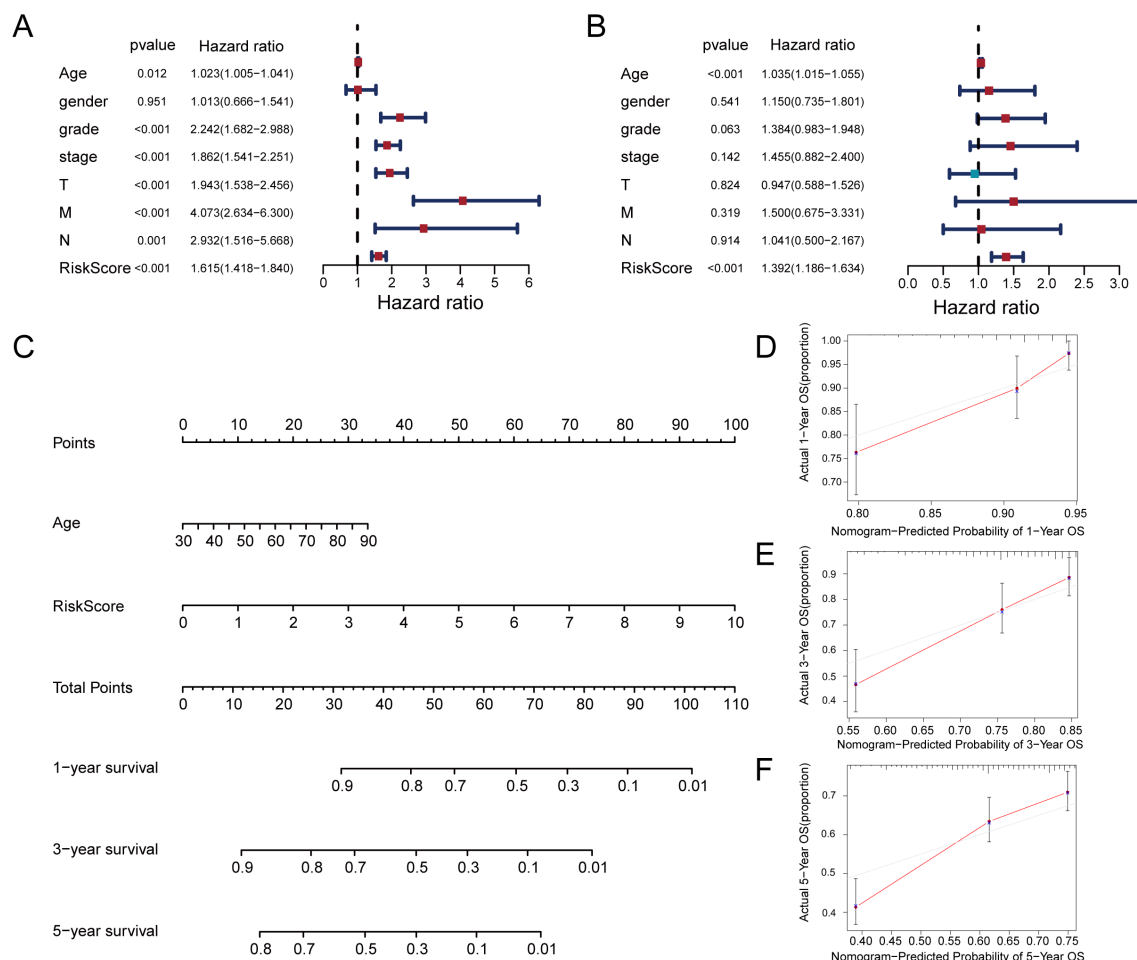 A
pvalue Hazard ratio
Age 0.012 1.023(1.005−1.041)
gender 0.951 1.013(0.666−1.541)
grade <0.001 2.242(1.682−2.988)
stage <0.001 1.862(1.541−2.251)
T <0.001 1.943(1.538−2.456)
M <0.001 4.073(2.634−6.300)
N 0.001 2.932(1.516−5.668)
RiskScore <0.001 1.615(1.418−1.840)
0 1 2 3 4 5 6
Hazard ratio
B
pvalue Hazard ratio
Age <0.001 1.035(1.015−1.055)
gender 0.541 1.150(0.735−1.801)
grade 0.063 1.384(0.983−1.948)
stage 0.142 1.455(0.882−2.400)
T 0.824 0.947(0.588−1.526)
M 0.319 1.500(0.675−3.331)
N 0.914 1.041(0.500−2.167)
RiskScore <0.001 1.392(1.186−1.634)
0.0 0.5 1.0 1.5 2.0 2.5 3.0
Hazard ratio
C
Points 0 10 20 30 40 50 60 70 80 90 100
Age 30 40 50 60 70 80 90
RiskScore 0 1 2 3 4 5 6 7 8 9 10
Total Points 0 10 20 30 40 50 60 70 80 90 100 110
1−year survival 0.9 0.8 0.7 0.5 0.3 0.1 0.01
3−year survival 0.9 0.8 0.7 0.5 0.3 0.1 0.01
5−year survival 0.8 0.7 0.5 0.3 0.1 0.01
D
Actual 1−Year OS(proportion)
1.00
0.95
0.90
0.85
0.80
0.75
0.70
0.80 0.85 0.90 0.95
Nomogram−Predicted Probability of 1−Year OS
E
Actual 3−Year OS(proportion)
0.9
0.8
0.7
0.6
0.5
0.4
0.55 0.60 0.65 0.70 0.75 0.80 0.85
Nomogram−Predicted Probability of 3−Year OS
F
Actual 5−Year OS(proportion)
0.7
0.6
0.5
0.4
0.40 0.45 0.50 0.55 0.60 0.65 0.70 0.75
Nomogram−Predicted Probability of 5−Year OS